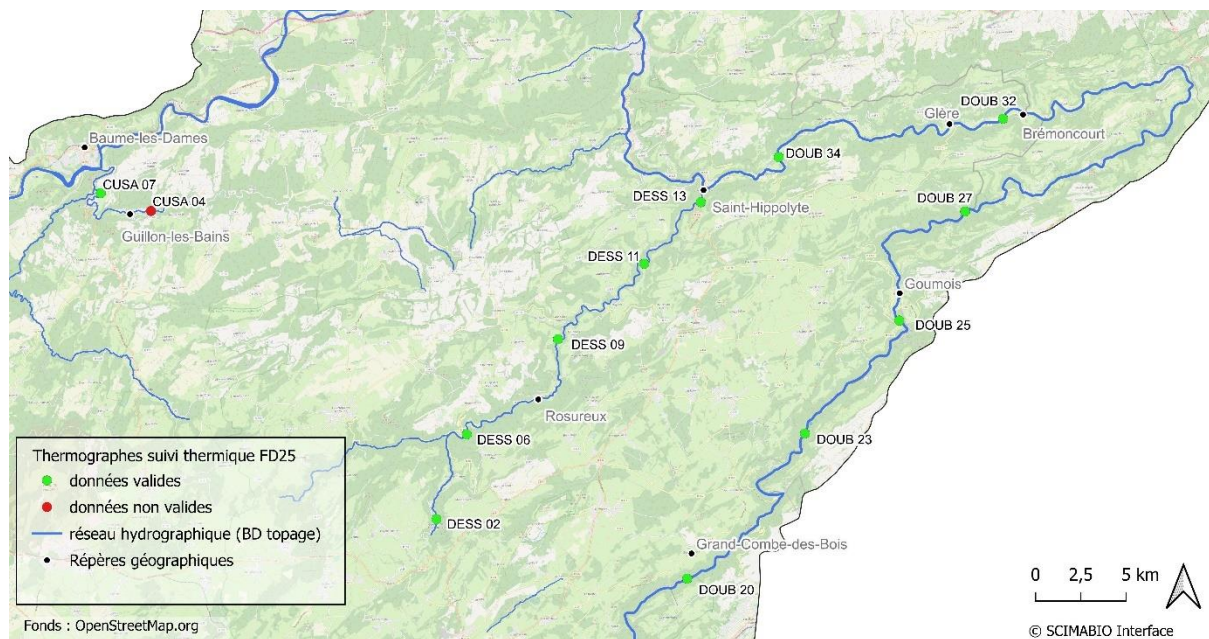 DOUB 32
Glère
Brémoncourt
Baume-les-Dames
DOUB 34
CUSA 07
CUSA 04
DESS 13
Saint-Hippolyte
DOUB 27
Guillon-les-Bains
DESS 11
Goumois
DOUB 25
DESS 09
Rosureux
DESS 06
DOUB 23
DESS 02
Grand-Combe-des-Bois
DOUB 20
Thermographes suivi thermique FD25
données valides
données non valides
réseau hydrographique (BD topage)
Répères géographiques
Fonds : OpenStreetMap.org
0 2,5 5 km
© SCIMABIO Interface